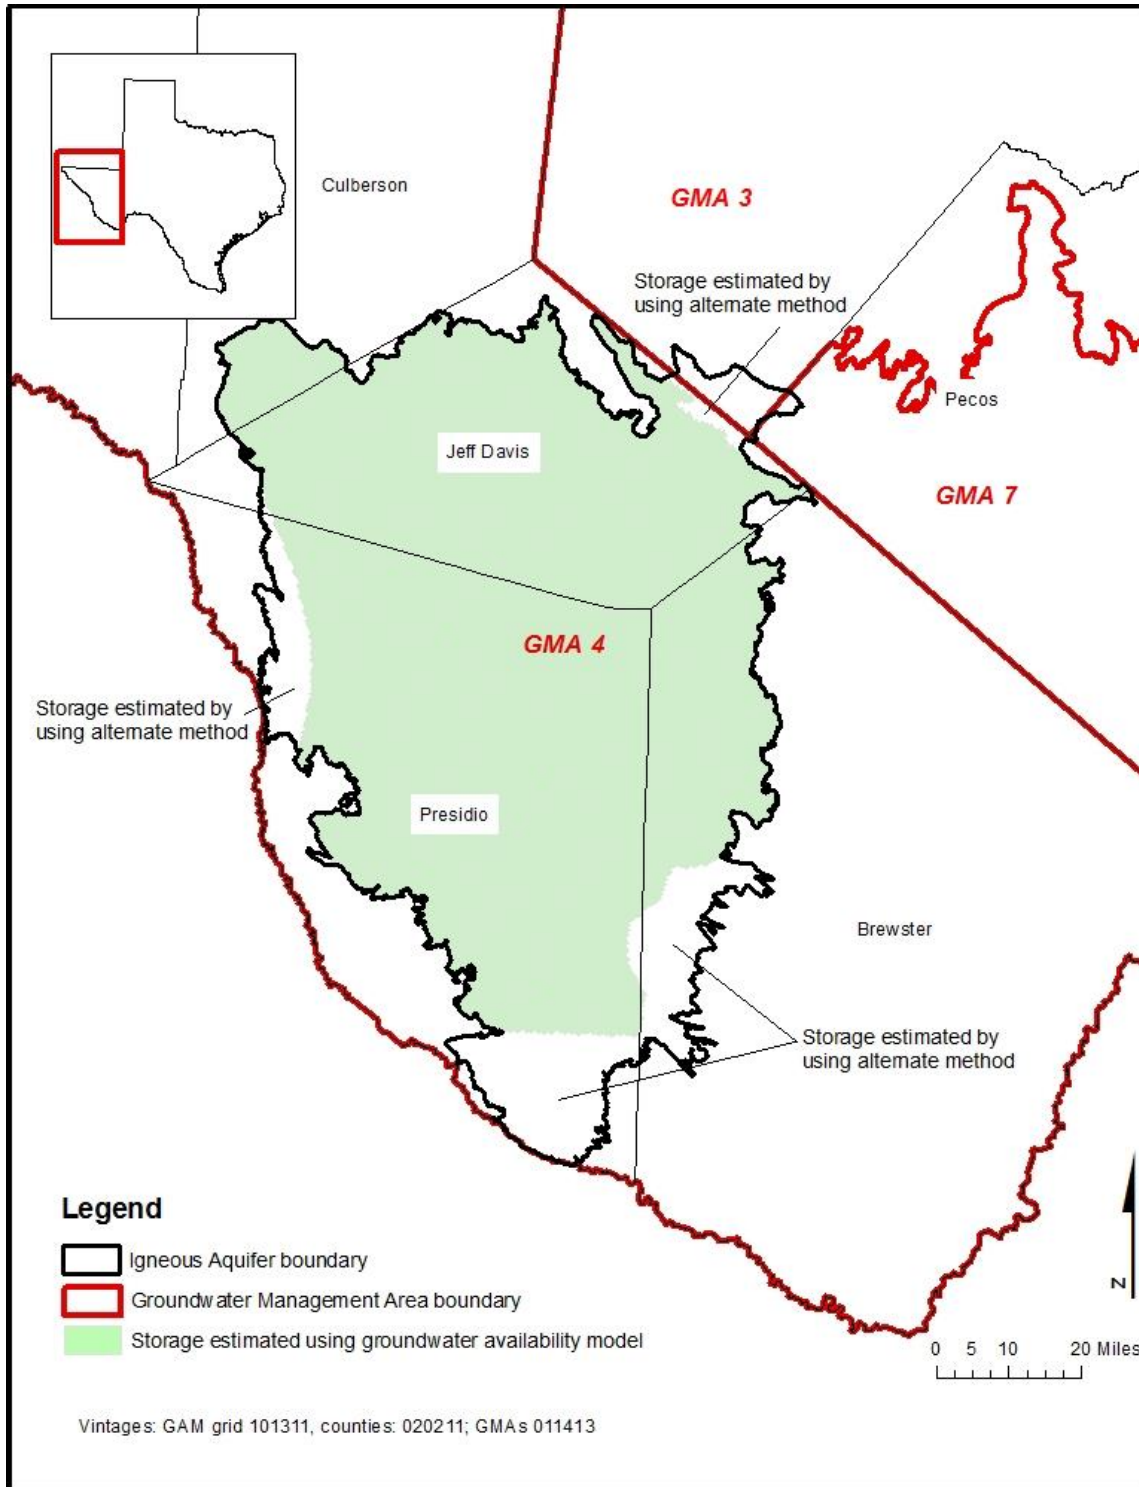 Culberson
GMA 3
Storage estimated by
using alternate method
Pecos
Jeff Davis
GMA 7
GMA 4
Storage estimated by
using alternate method
Presidio
Brewster
Storage estimated by
using alternate method
Legend
Igneous Aquifer boundary
Groundwater Management Area boundary
Storage estimated using groundwater availability model
N
0 5 10 20 Miles
Vintages: GAM grid 101311, counties: 020211; GMAs 011413